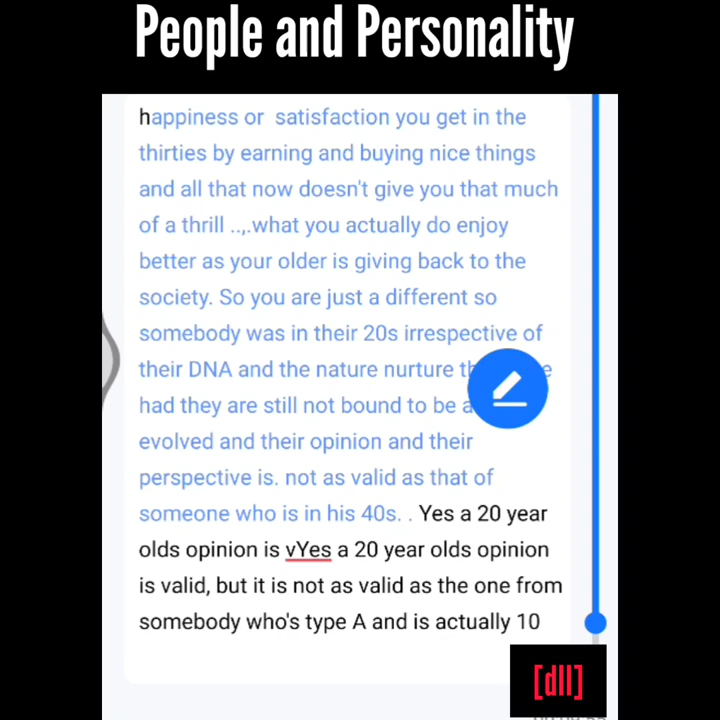 People and Personality
happiness or satisfaction you get in the
thirties by earning and buying nice things
and all that now doesn't give you that much
of a thrill ..,.what you actually do enjoy
better as your older is giving back to the
society. So you are just a different so
somebody was in their 20s irrespective of
their DNA and the nature nurture
had they are still not bound to be
evolved and their opinion and their
perspective is. not as valid as that of
someone who is in his 40s. . Yes a 20 year
olds opinion is vYes a 20 year olds opinion
is valid, but it is not as valid as the one from
somebody who's type A and is actually 10
[dll]